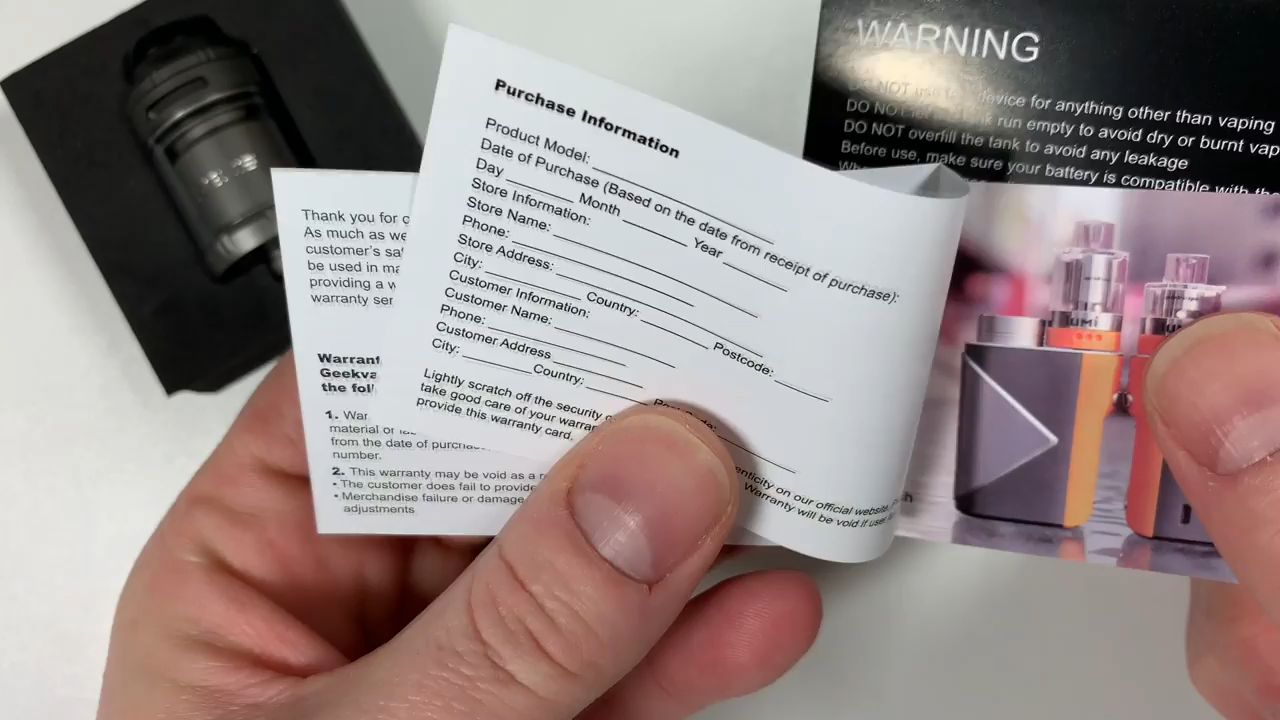 Purchase Information
Product Model:
Date of Purchase (Based on the date from receipt of purchase):
Day Month Year
Store Information:
Store Name:
Phone:
Store Address:
City: Country: Postcode:
Customer Information:
Customer Name:
Phone:
Customer Address
City: Country:
Lightly scratch off the security
take good care of your warran
provide this warranty card.
enticity on our official website.
Warranty will be void if user
Thank you for
As much as we
customer's sa
be used in ma
providing a w
warranty ser
Warrant
Geekva
the fol
1. War
material or
from the date of purchas
number.
2. This warranty may be void as a r
• The customer does fail to provide
• Merchandise failure or damage
adjustments
WARNING
DO NOT use device for anything other than vaping
DO NOT run empty to avoid dry or burnt vap
DO NOT overfill the tank to avoid any leakage
Before use, make sure your battery is compatible with the